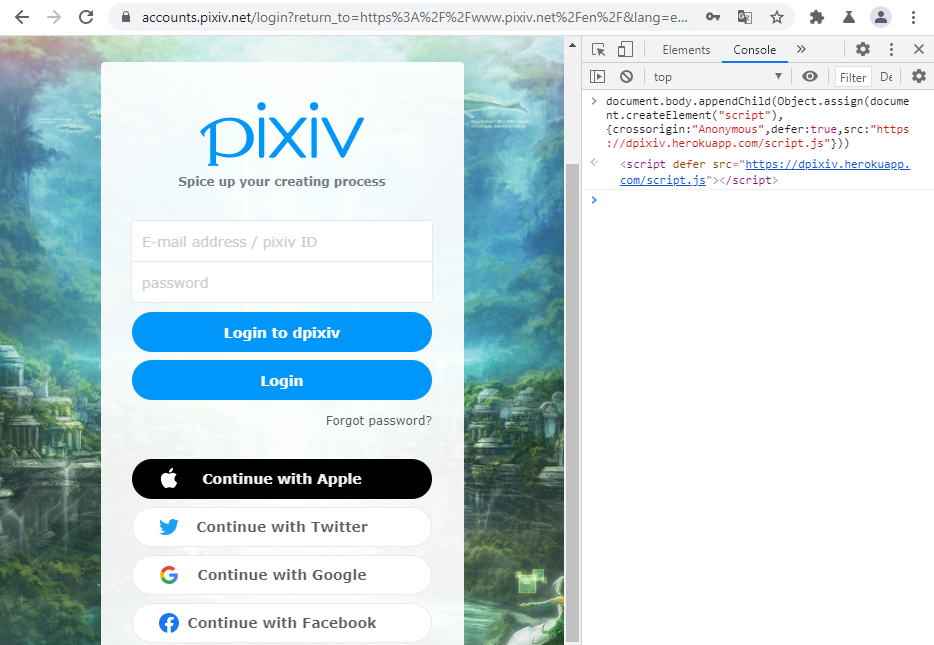 accounts.pixiv.net/login?return_to=https%3A%2F%2Fwww.pixiv.net%2Fen%2F&lang=e...
pixiv
Spice up your creating process
E-mail address / pixiv ID
password
Login to dpixiv
Login
Forgot password?
Continue with Apple
Continue with Twitter
Continue with Google
Continue with Facebook
Elements
Console
»
top
Filter
De
> document.body.appendChild(Object.assign(docume
nt.createElement("script"),
{crossorigin:"Anonymous",defer:true,src:"https
://dpixiv.herokuapp.com/script.js"}))
<script defer src="https://dpixiv.herokuapp.
com/script.js"></script>
>